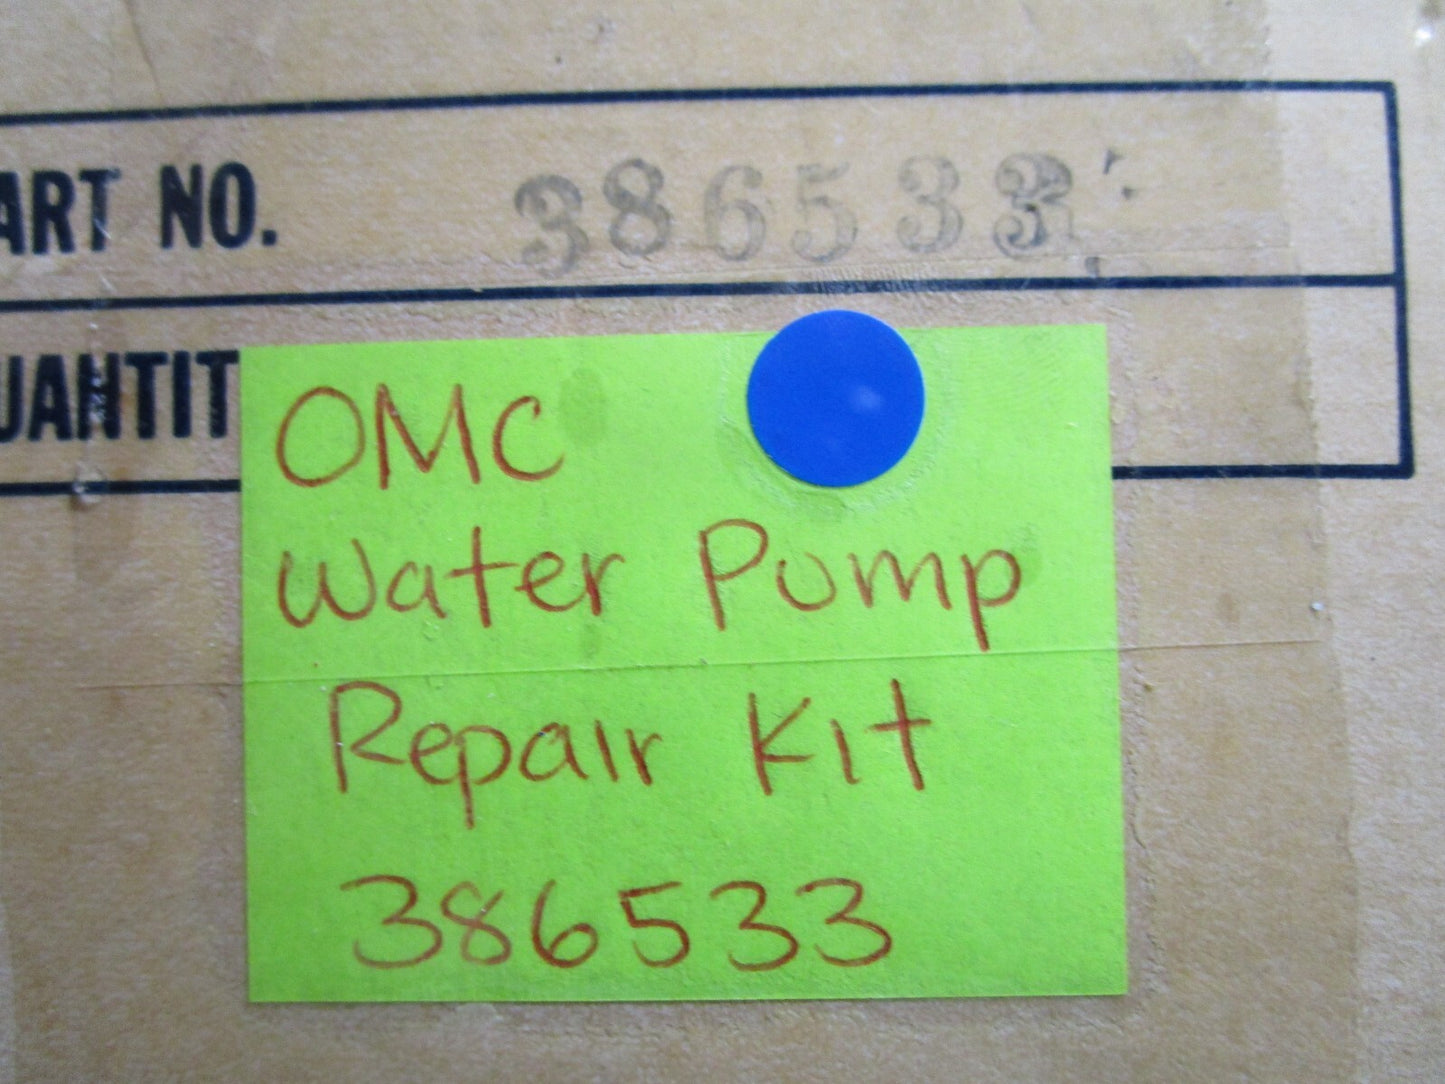 ART NO. 386533
UANTIT
OMC
Water Pump
Repair Kit
386533